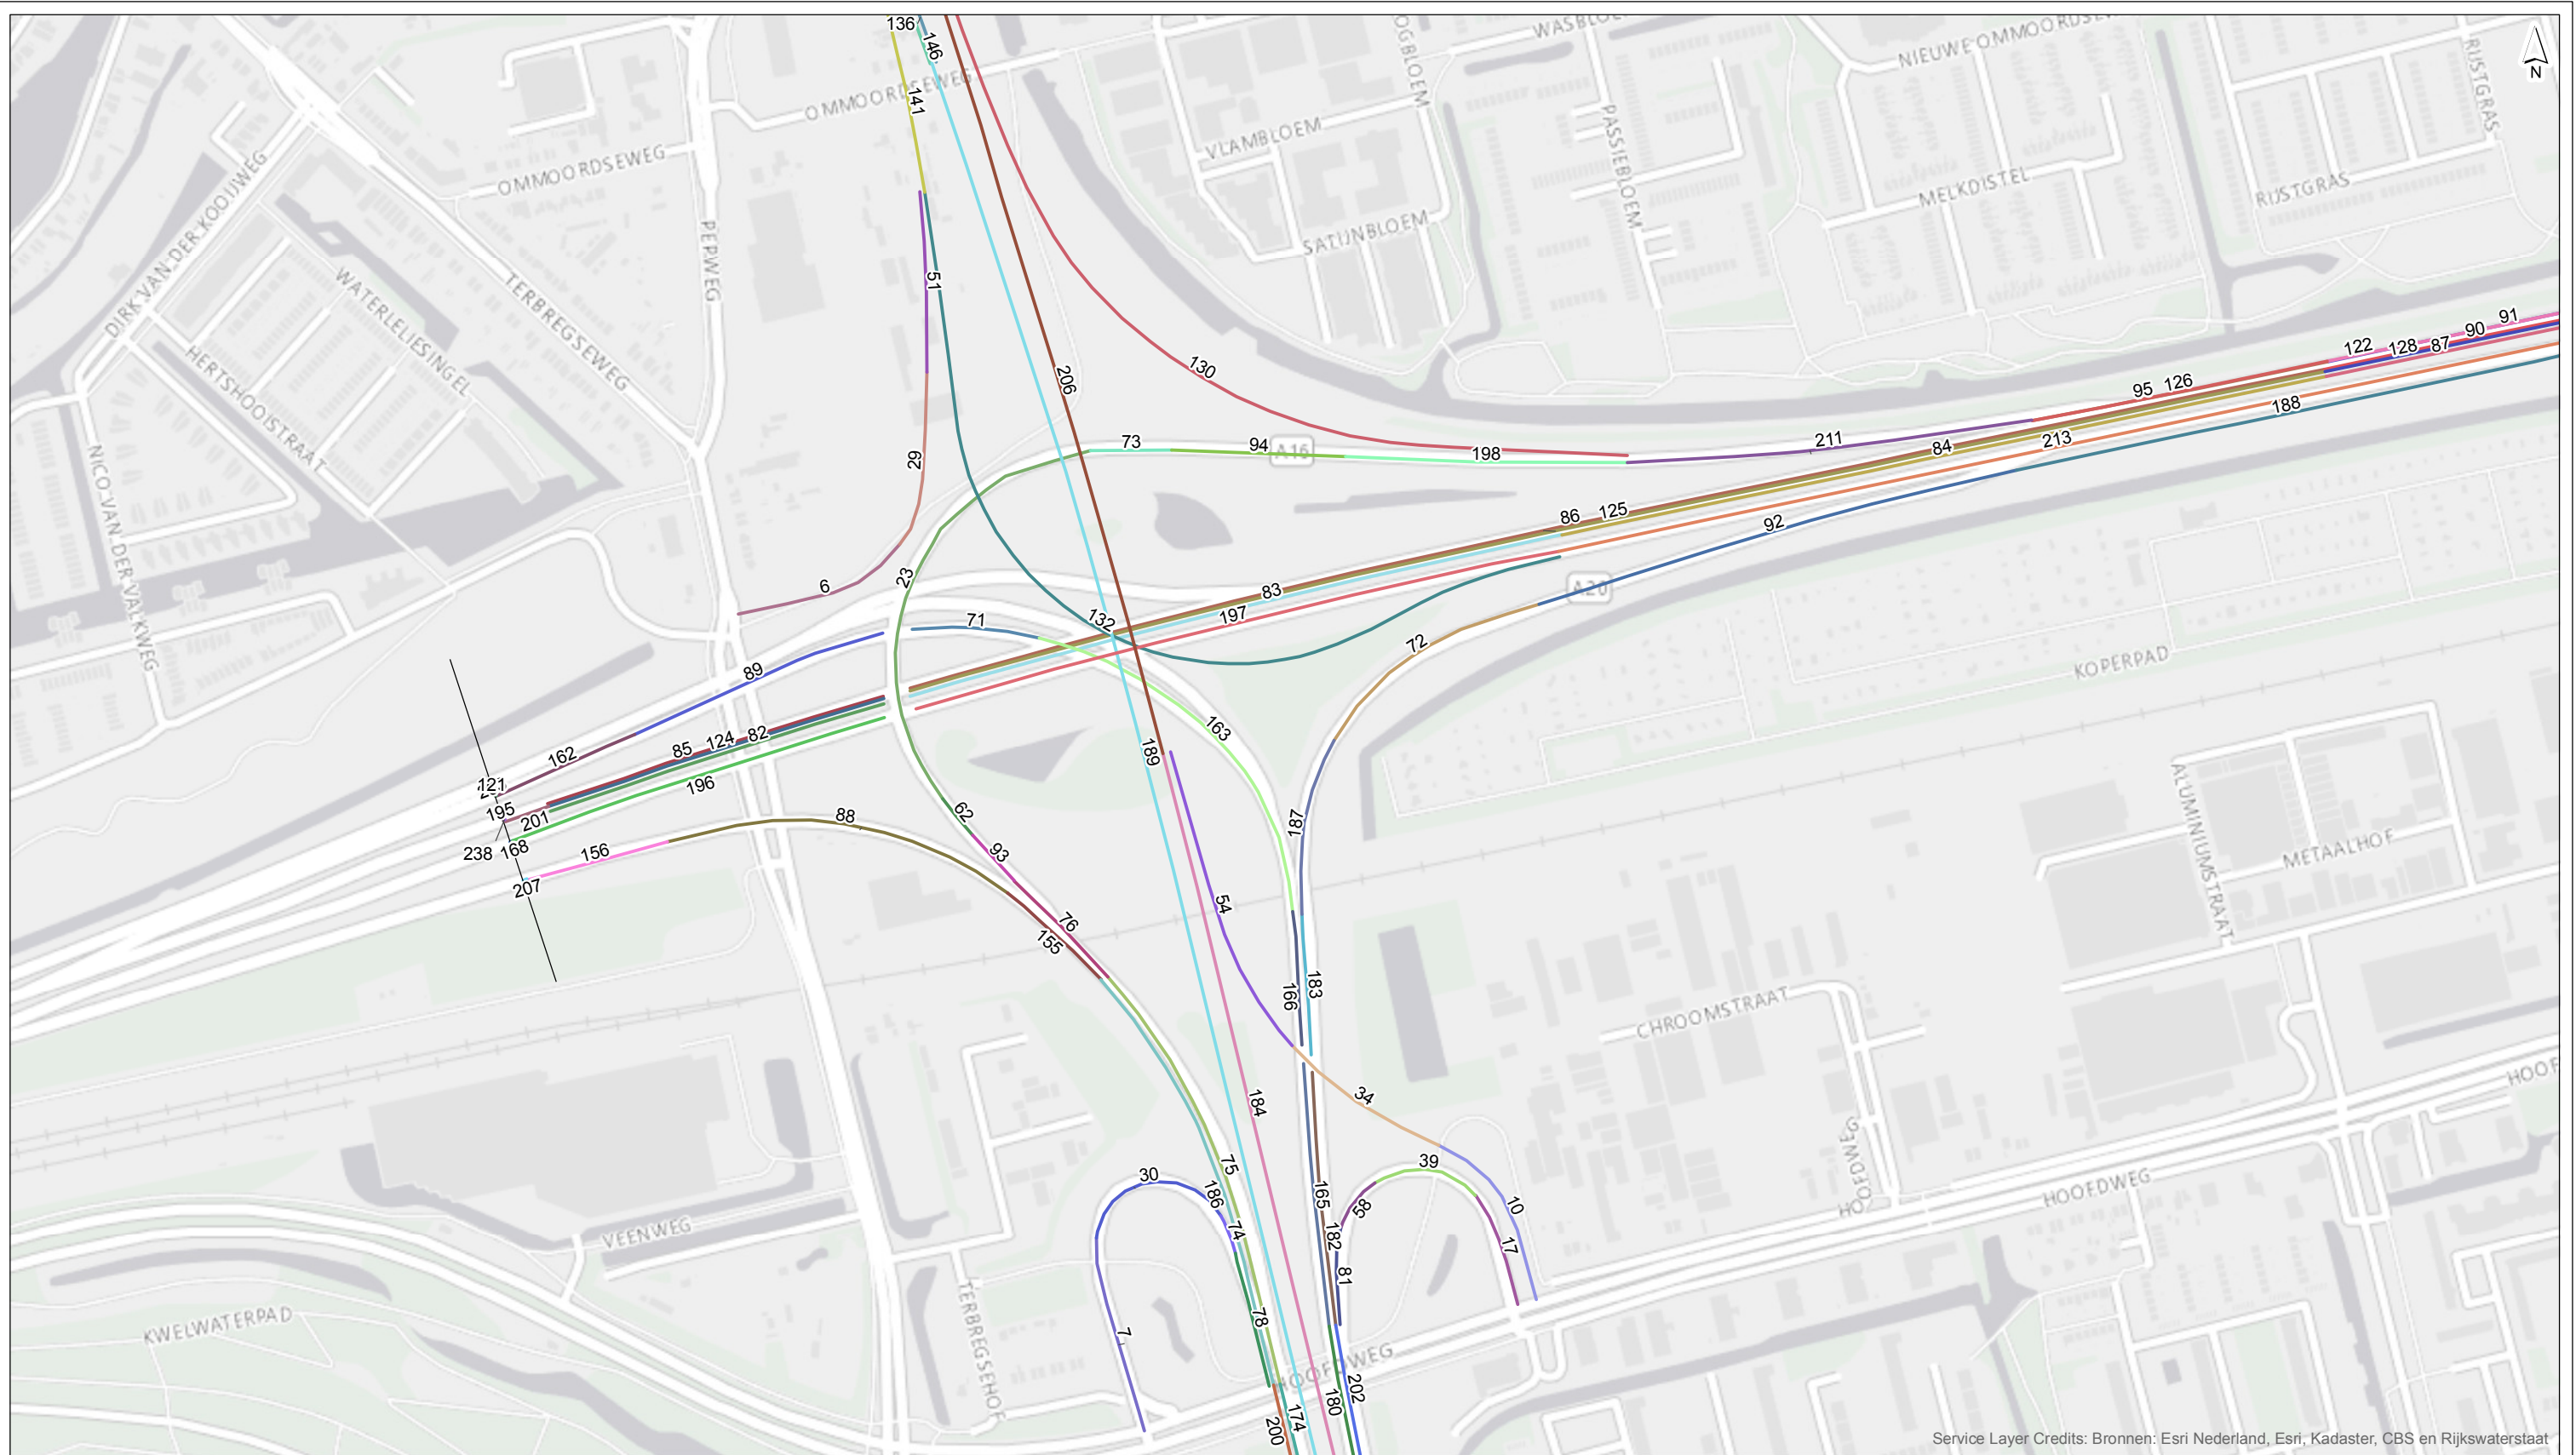 136
146
OMMOORDSEWEG
141
OGBLOEM
WASBLOE
NIEUWE OMMOORDSEW
RIJSTGRAS
N
VLAMBLOEM
PASSIEBLOEM
DIRK VAN DER KOOIJWEG
OMMOORDSEWEG
MELKDISTEL
RIJSTGRAS
SATIJNBLOEM
PEPWEG
WATERLELIESINGEL
TERBREGSEWEG
51
91
90
HERTSHOOISTRAAT
206
130
122
128
87
95
126
188
NICO VAN DER VALKWEG
29
73
94
A16
198
211
84
213
86
125
92
6
23
83
A20
71
132
197
72
KOPERPAD
89
163
162
85
124
82
189
121
196
ALUMINIUMSTRAAT
195
201
88
62
187
METAALHOF
238
168
156
93
207
54
76
155
166
183
CHROOMSTRAAT
34
184
HOOF
75
39
30
186
165
58
10
HOOFDWEG
74
182
17
VEENWEG
81
78
7
KWELWATERPAD
TERBREGSEHOF
HOOFDWEG
202
180
174
200
Service Layer Credits: Bronnen: Esri Nederland, Esri, Kadaster, CBS en Rijkswaterstaat